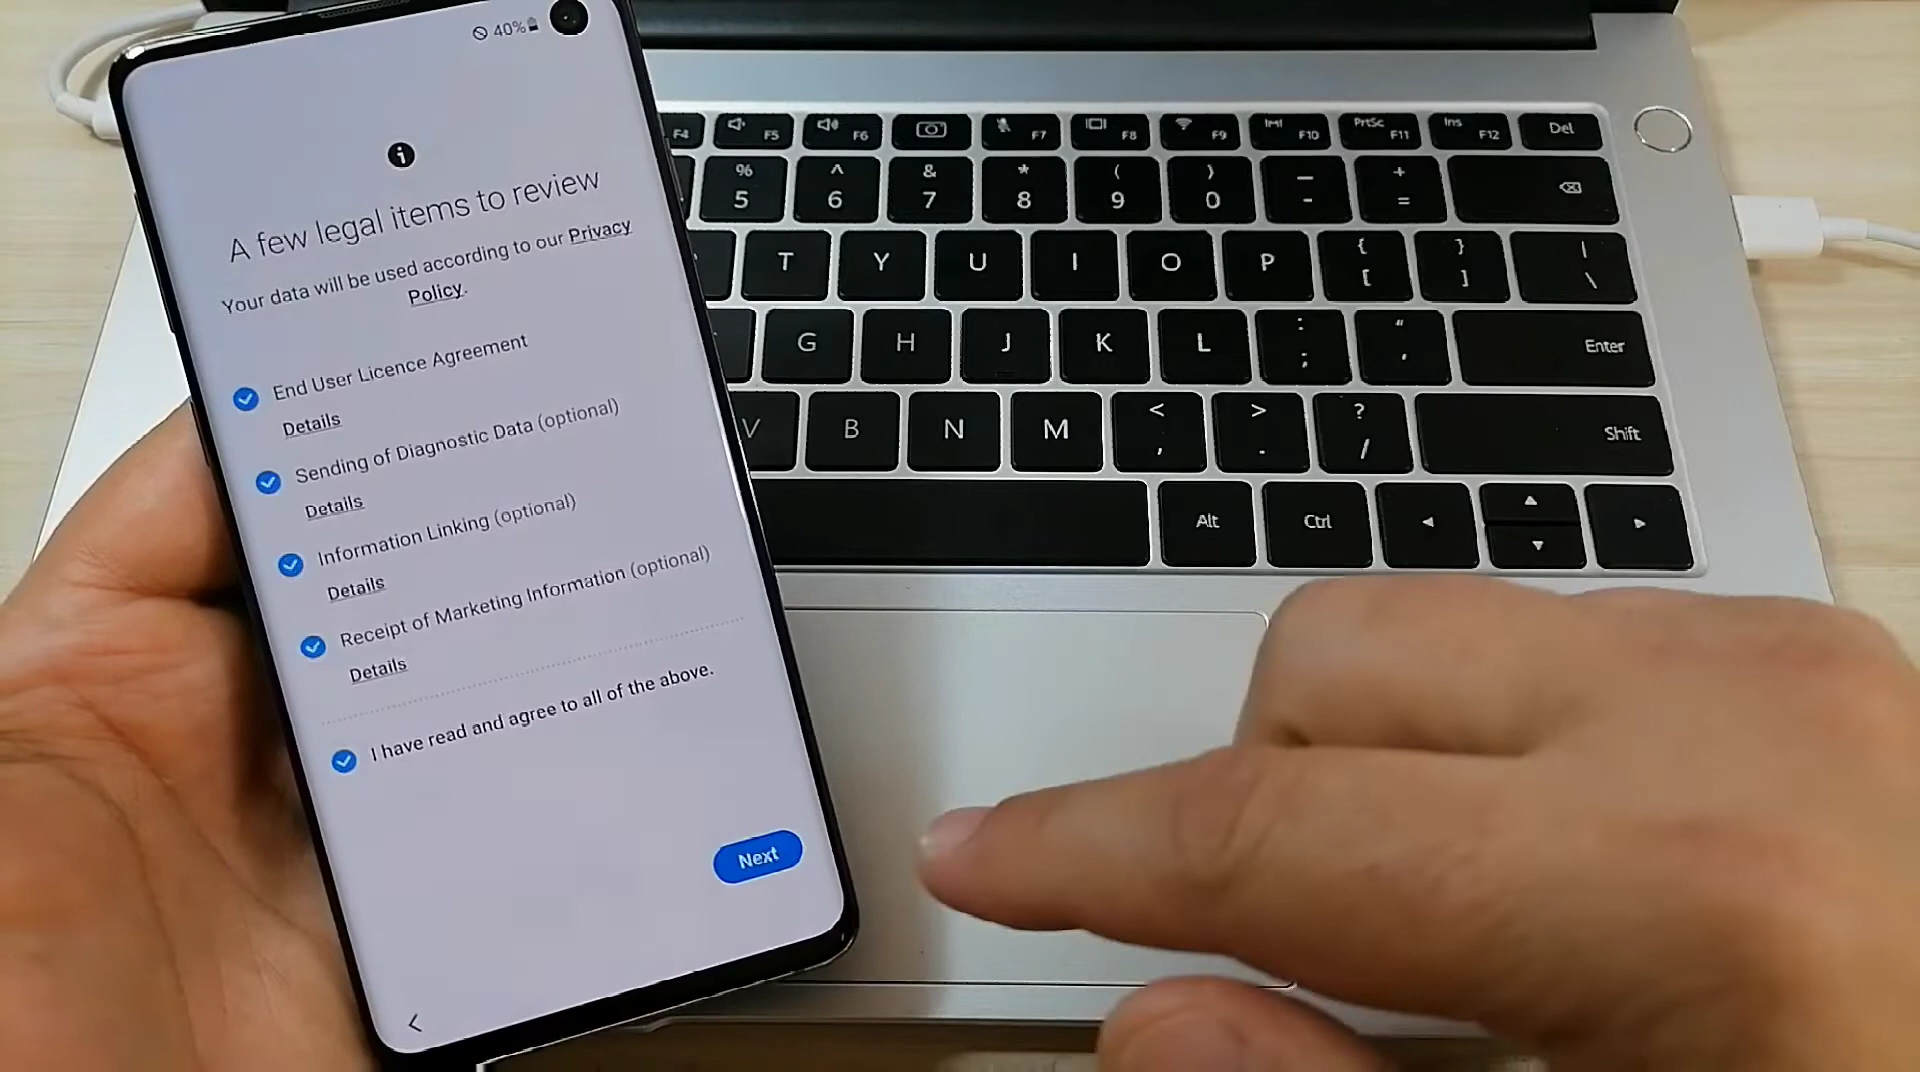 40%
A few legal items to review
Your data will be used according to our Privacy
Policy.
End User Licence Agreement
Details
Sending of Diagnostic Data (optional)
Details
Information Linking (optional)
Details
Receipt of Marketing Information (optional)
Details
I have read and agree to all of the above.
Next
F4 F5 F6 F7 F8 F9 F10 PrtSc F11 Ins F12 Del
% 5 ^ 6 & 7 * 8 ( 9 ) 0 _ - + =
T Y U I O P { [ } ] | \
G H J K L : ; " ' Enter
V B N M < , > . ? / Shift
Alt Ctrl